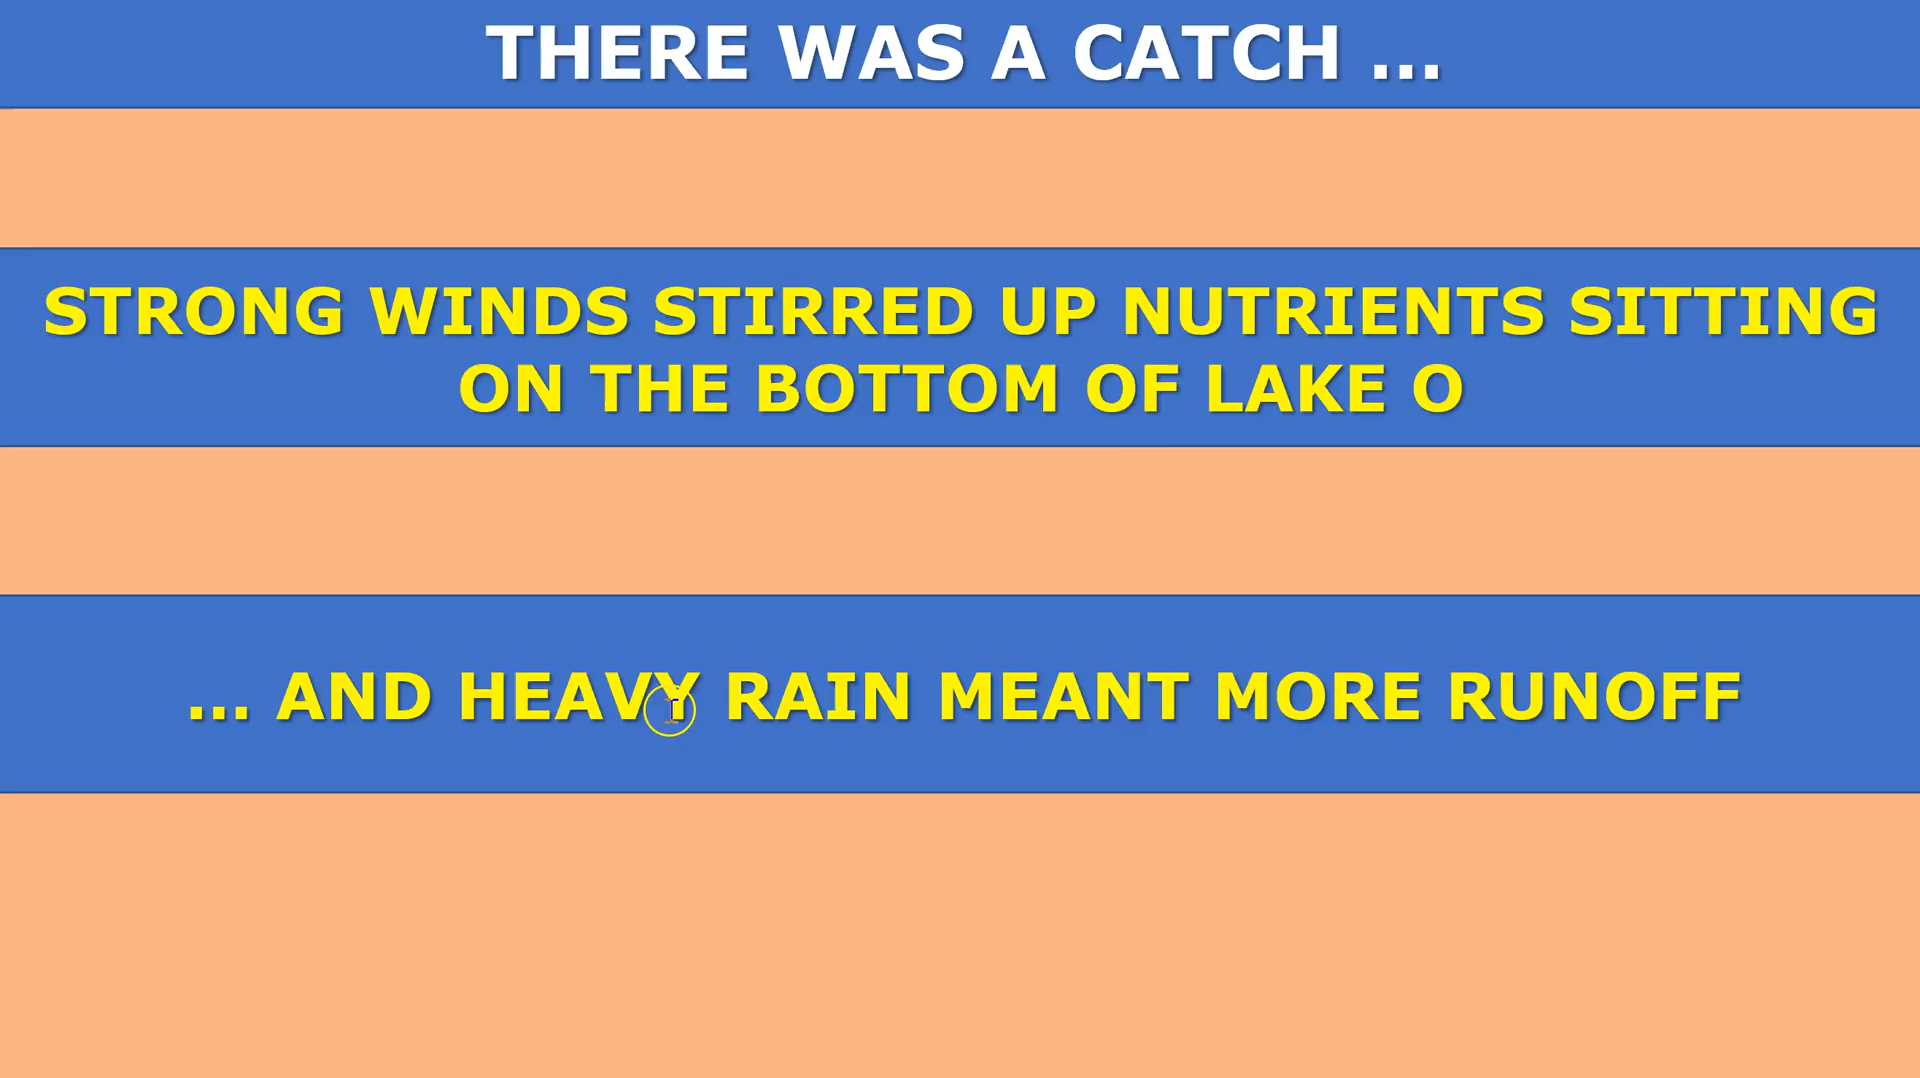 THERE WAS A CATCH ...
STRONG WINDS STIRRED UP NUTRIENTS SITTING
ON THE BOTTOM OF LAKE O
... AND HEAVY RAIN MEANT MORE RUNOFF